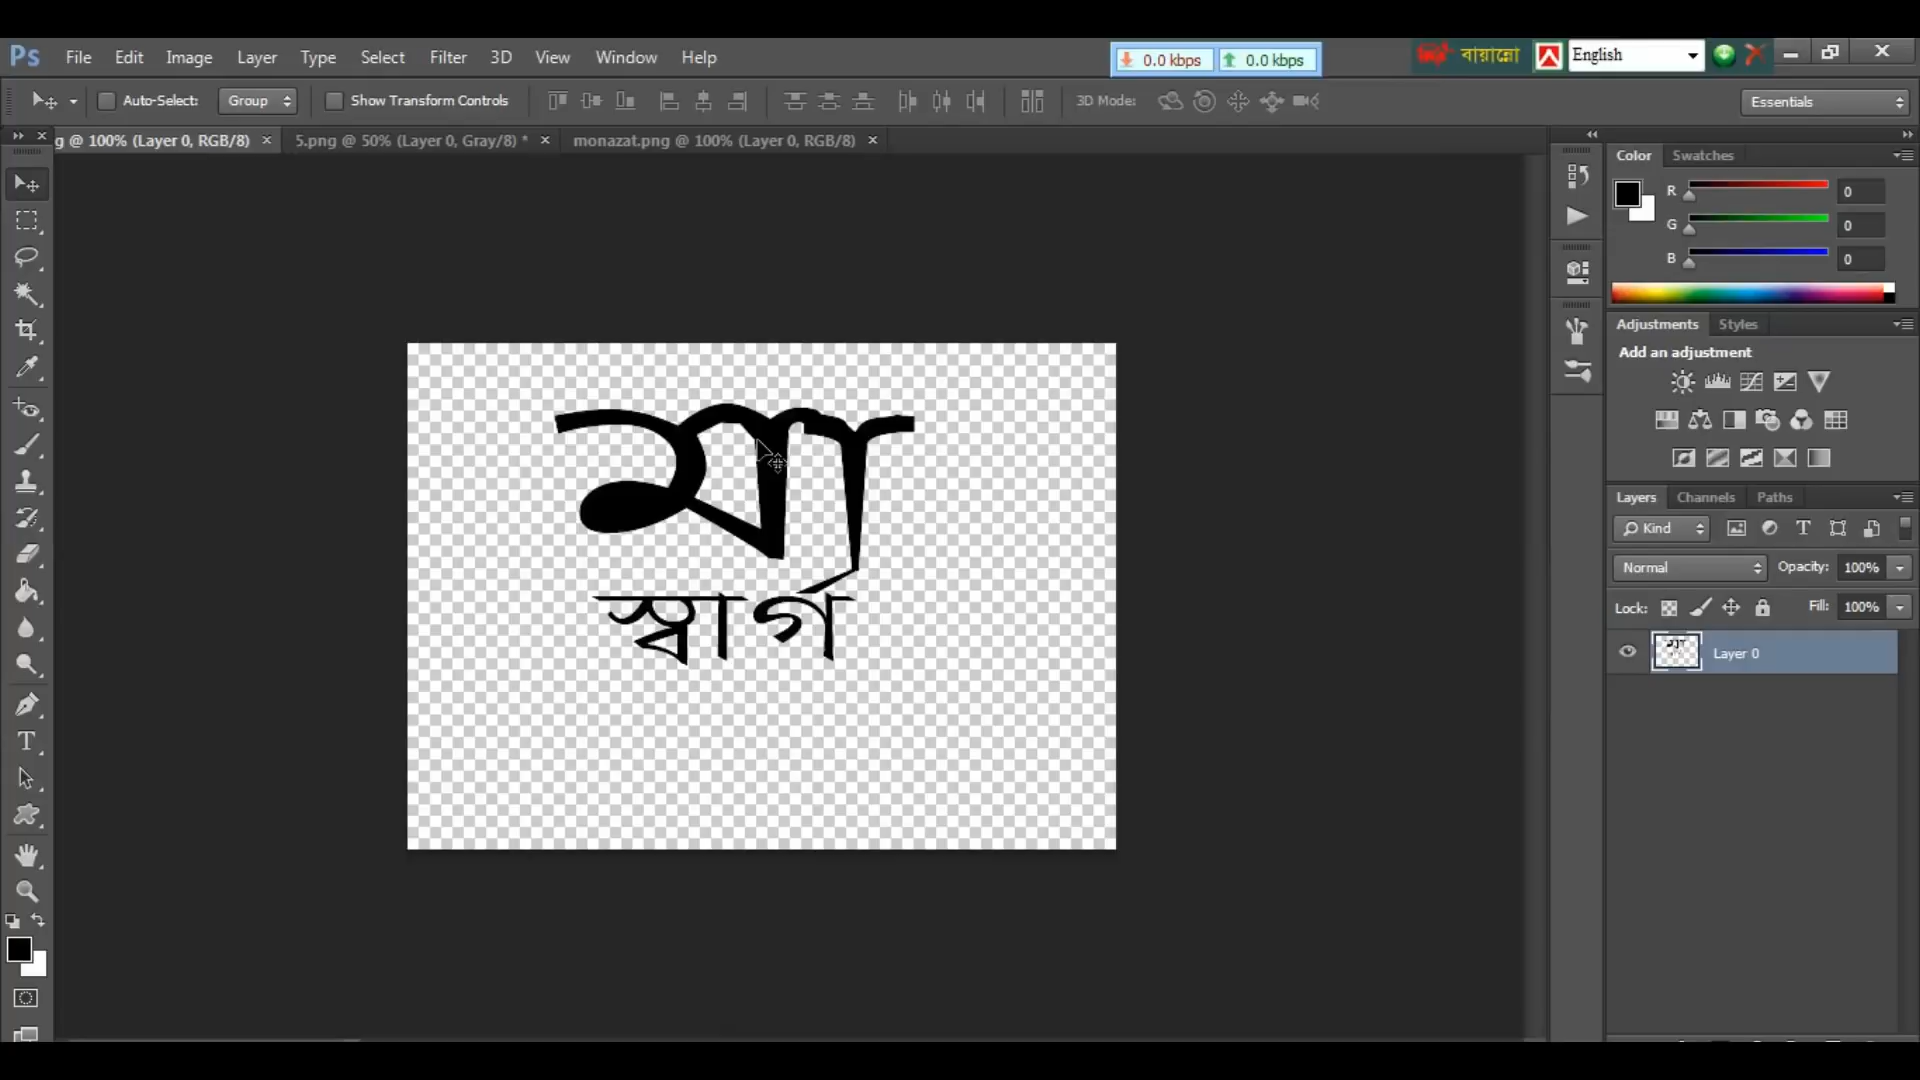 Ps File Edit Image Layer Type Select Filter 3D View Window Help
0.0 kbps 0.0 kbps
বায়ান্নো English
Auto-Select: Group Show Transform Controls 3D Mode: Essentials
g @ 100% (Layer 0, RGB/8) × 5.png @ 50% (Layer 0, Gray/8) * × monazat.png @ 100% (Layer 0, RGB/8) ×
Color Swatches
R 0
G 0
B 0
Adjustments Styles
Add an adjustment
Layers Channels Paths
Kind
Normal Opacity: 100%
Lock: Fill: 100%
Layer 0
মা
স্বার্গ